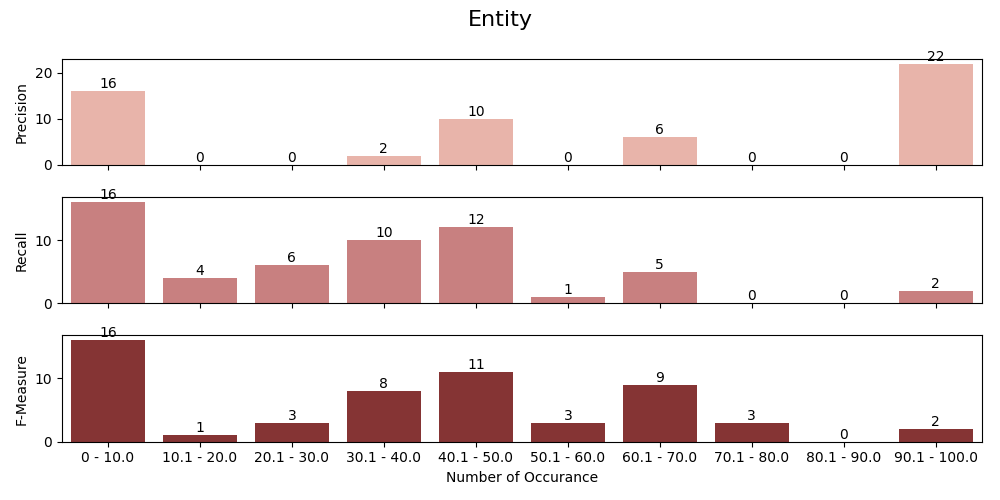 Entity
Precision
20
10
0
16 0 0 2 10 0 6 0 0 22
Recall
10
0
16 4 6 10 12 1 5 0 0 2
F-Measure
10
0
16 1 3 8 11 3 9 3 0 2
0 - 10.0 10.1 - 20.0 20.1 - 30.0 30.1 - 40.0 40.1 - 50.0 50.1 - 60.0 60.1 - 70.0 70.1 - 80.0 80.1 - 90.0 90.1 - 100.0
Number of Occurance